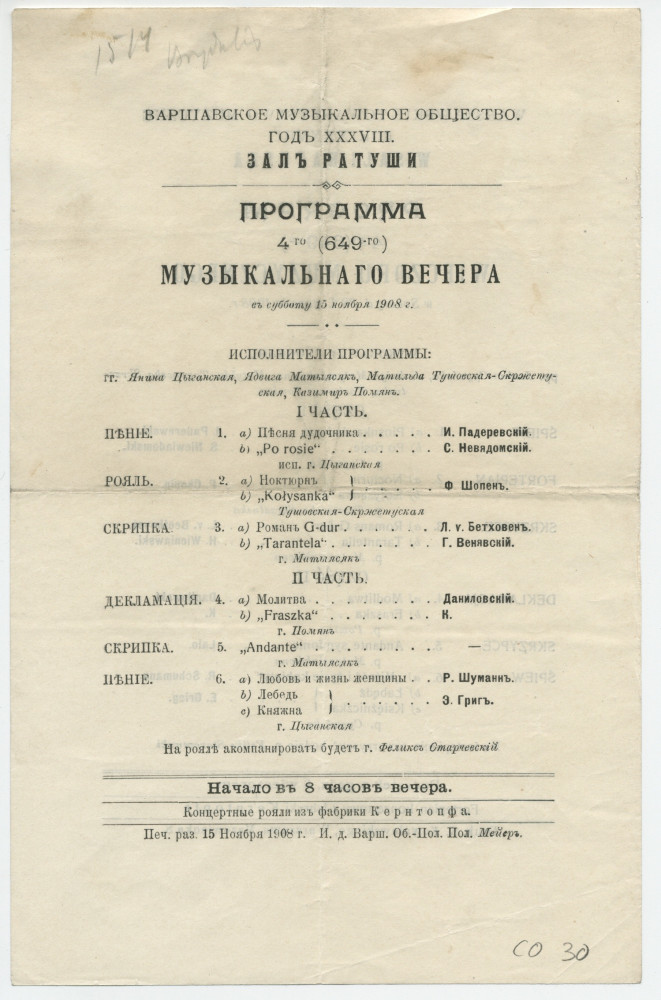 1514
ВАРШАВСКОЕ МУЗЫКАЛЬНОЕ ОБЩЕСТВО.
ГОДЪ XXXVIII.
ЗАЛЪ РАТУШИ
ПРОГРАММА
4-го (649-го)
МУЗЫКАЛЬНАГО ВЕЧЕРА
въ субботу 15 ноября 1908 г.
ИСПОЛНИТЕЛИ ПРОГРАММЫ:
гг. Янина Цыганская, Ядвига Матыясякъ, Матильда Тушовская-Скржету-
ская, Казимиръ Помянъ.
I ЧАСТЬ.
ПѢНІЕ. 1. a) Пѣсня дудочника . . . . . И. Падеревскій.
b) „Po rosie" . . . . . . . С. Невядомскій.
исп. г. Цыганская
РОЯЛЬ. 2. a) Ноктюрнъ
b) „Kołysanka" } . . . . . Ф. Шопенъ.
Тушовская-Скржетуская
СКРИПКА. 3. a) Романъ G-dur . . . . . . Л. v. Бетховенъ.
b) „Tarantela" . . . . . . . Г. Венявскій.
г. Матыясякъ
II ЧАСТЬ.
ДЕКЛАМАЦІЯ. 4. a) Молитва . . . . . . . . Даниловскій.
b) „Fraszka" . . . . . . . . К.
г. Помянъ
СКРИПКА. 5. „Andante" . . . . . . . . . —
г. Матыясякъ
ПѢНІЕ. 6. a) Любовь и жизнь женщины . . Р. Шуманнъ.
b) Лебедь
c) Княжна } . . . . . . Э. Григъ.
г. Цыганская
На роялѣ акомпанировать будетъ г. Феликсъ Старчевскій
Начало въ 8 часовъ вечера.
Концертные рояли изъ фабрики Керитопфа.
Печ. раз. 15 Ноября 1908 г. И. д. Варш. Об.-Пол. Пол. Мейеръ.
CO 30